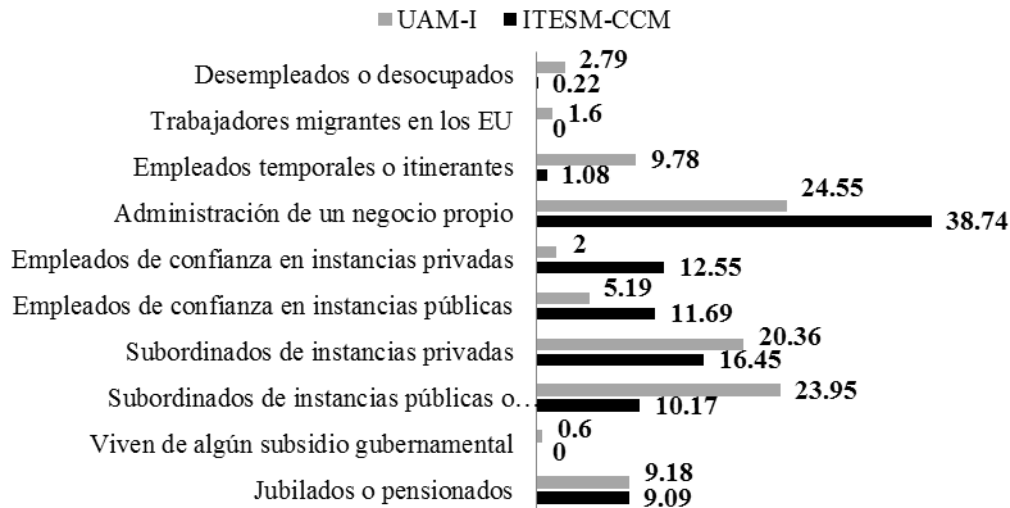 UAM-I ITESM-CCM
Desempleados o desocupados 2.79
0.22
Trabajadores migrantes en los EU 1.6
0
Empleados temporales o itinerantes 9.78
1.08
Administración de un negocio propio 24.55
38.74
Empleados de confianza en instancias privadas 2
12.55
Empleados de confianza en instancias públicas 5.19
11.69
Subordinados de instancias privadas 20.36
16.45
Subordinados de instancias públicas o… 23.95
10.17
Viven de algún subsidio gubernamental 0.6
0
Jubilados o pensionados 9.18
9.09